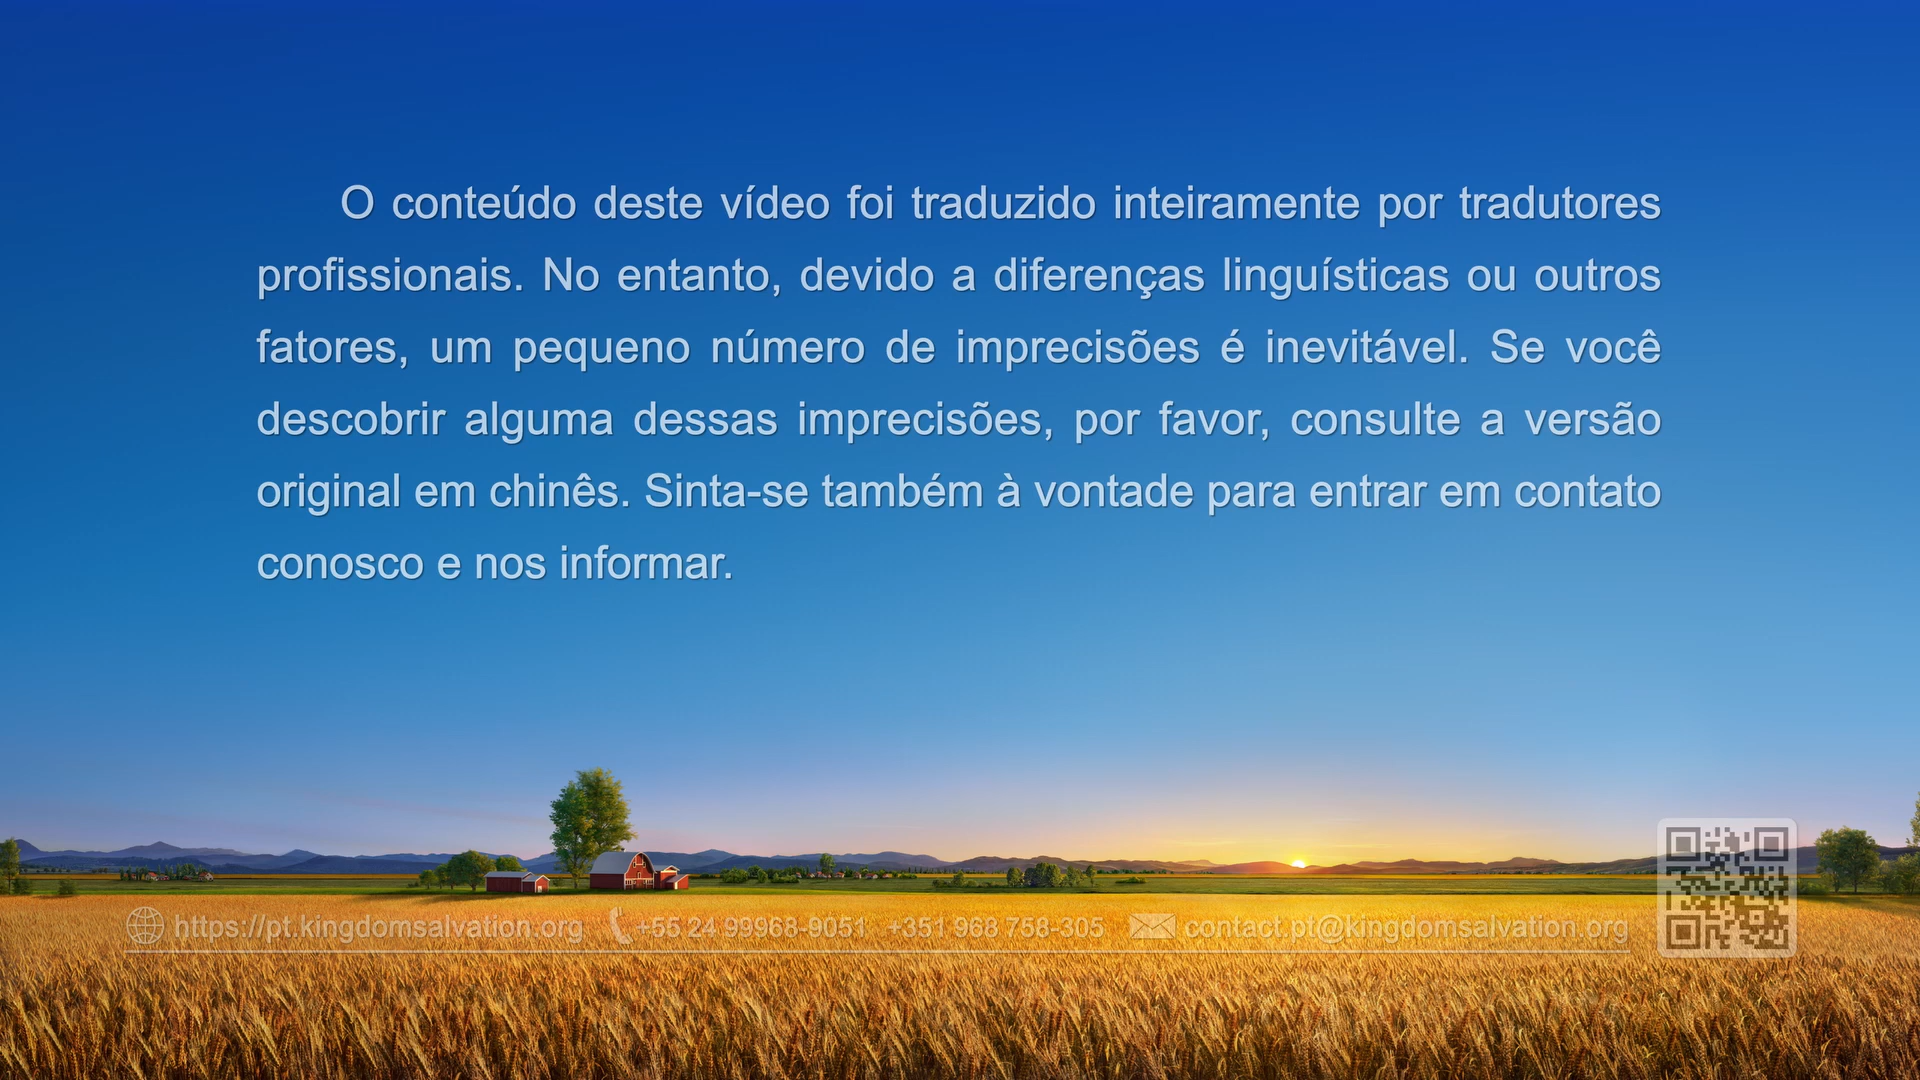 O conteúdo deste vídeo foi traduzido inteiramente por tradutores
profissionais. No entanto, devido a diferenças linguísticas ou outros
fatores, um pequeno número de imprecisões é inevitável. Se você
descobrir alguma dessas imprecisões, por favor, consulte a versão
original em chinês. Sinta-se também à vontade para entrar em contato
conosco e nos informar.
https://pt.kingdomsalvation.org +55 24 99968-9051 +351 968 758-305 contact.pt@kingdomsalvation.org